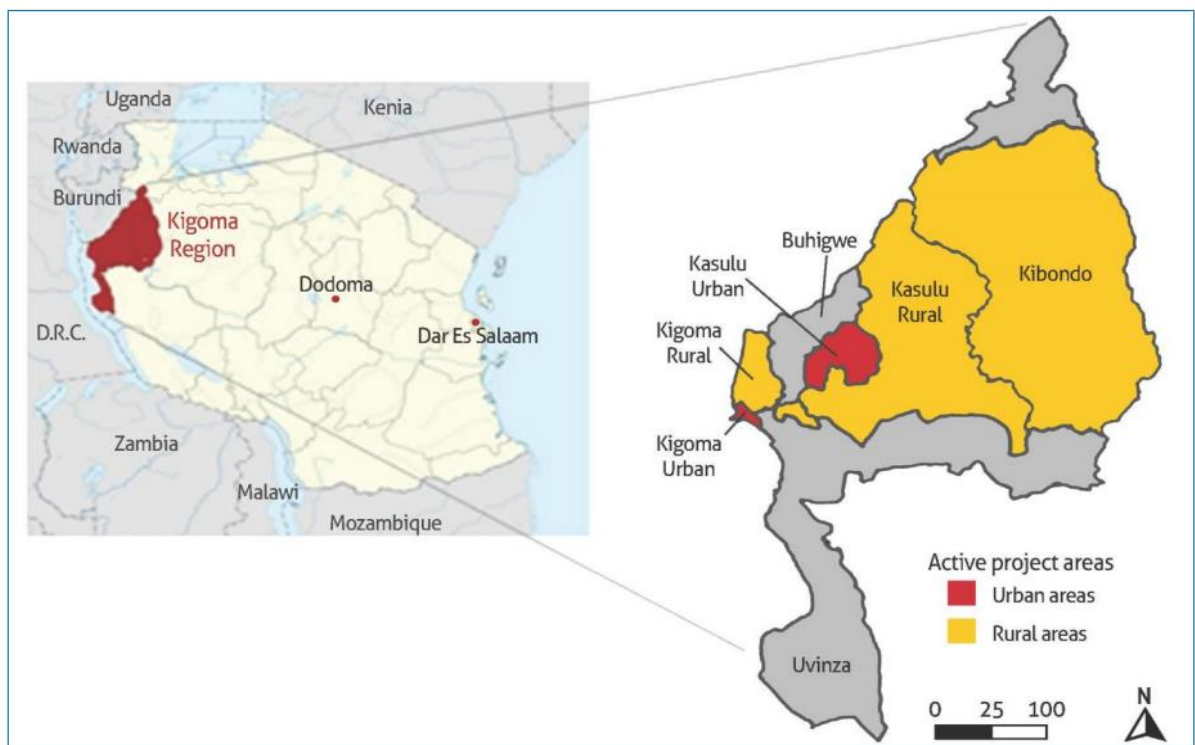 Uganda
Kenia
Rwanda
Burundi
Kigoma
Region
Dodoma
Dar Es Salaam
D.R.C.
Zambia
Malawi
Mozambique
Buhigwe
Kasulu
Urban
Kigoma
Rural
Kasulu
Rural
Kibondo
Kigoma
Urban
Uvinza
Active project areas
Urban areas
Rural areas
0 25 100
N